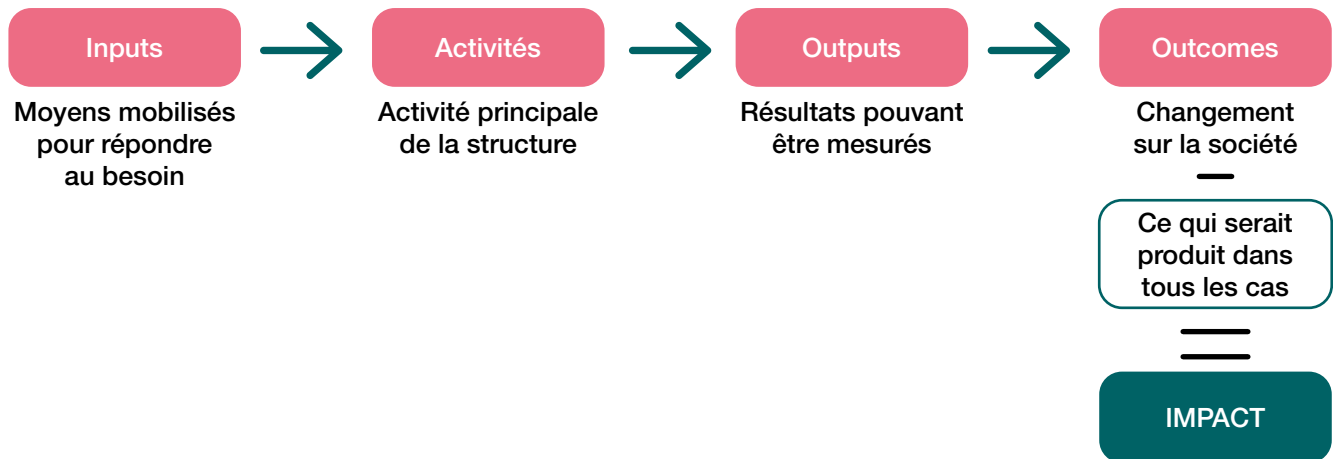 Inputs
Activités
Outputs
Outcomes
Moyens mobilisés
pour répondre
au besoin
Activité principale
de la structure
Résultats pouvant
être mesurés
Changement
sur la société
Ce qui serait
produit dans
tous les cas
IMPACT